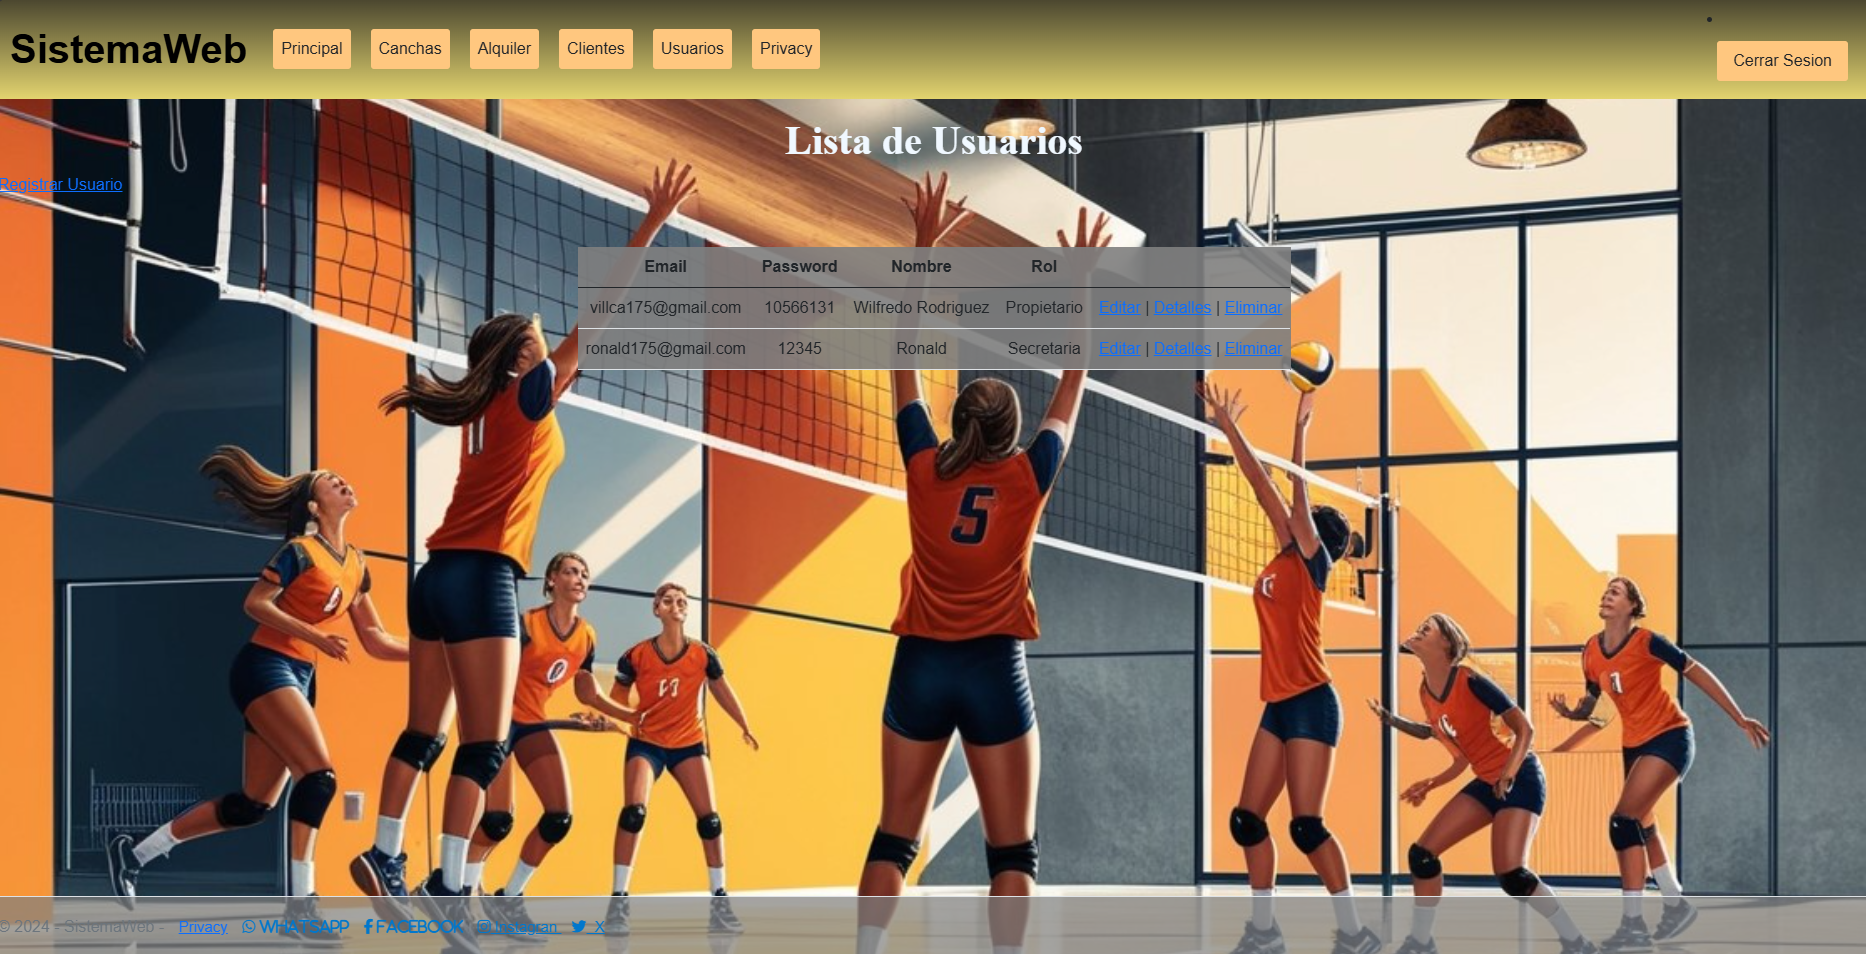 SistemaWeb Principal Canchas Alquiler Clientes Usuarios Privacy Cerrar Sesion
Lista de Usuarios
Registrar Usuario
Email Password Nombre Rol
villca175@gmail.com 10566131 Wilfredo Rodriguez Propietario Editar | Detalles | Eliminar
ronald175@gmail.com 12345 Ronald Secretaria Editar | Detalles | Eliminar
5
© 2024 - SistemaWeb - Privacy WHATSAPP FACEBOOK Instagran X